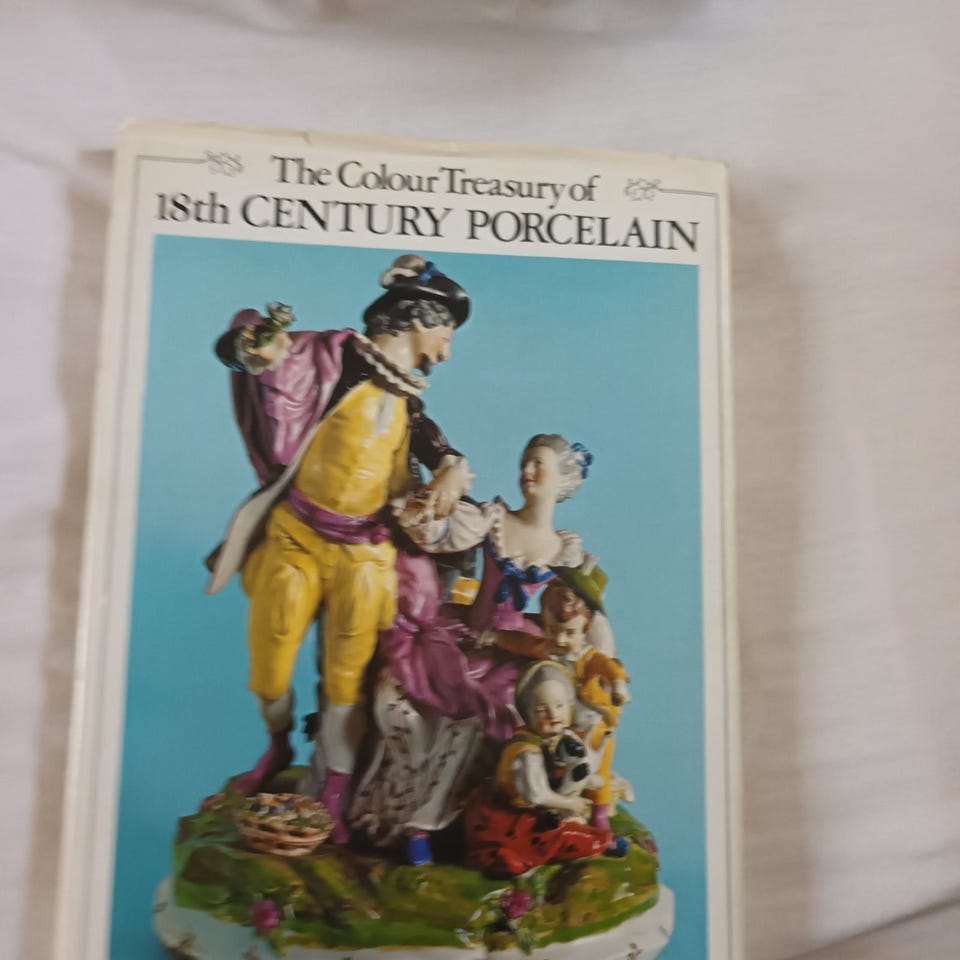 The Colour Treasury of
18th CENTURY PORCELAIN